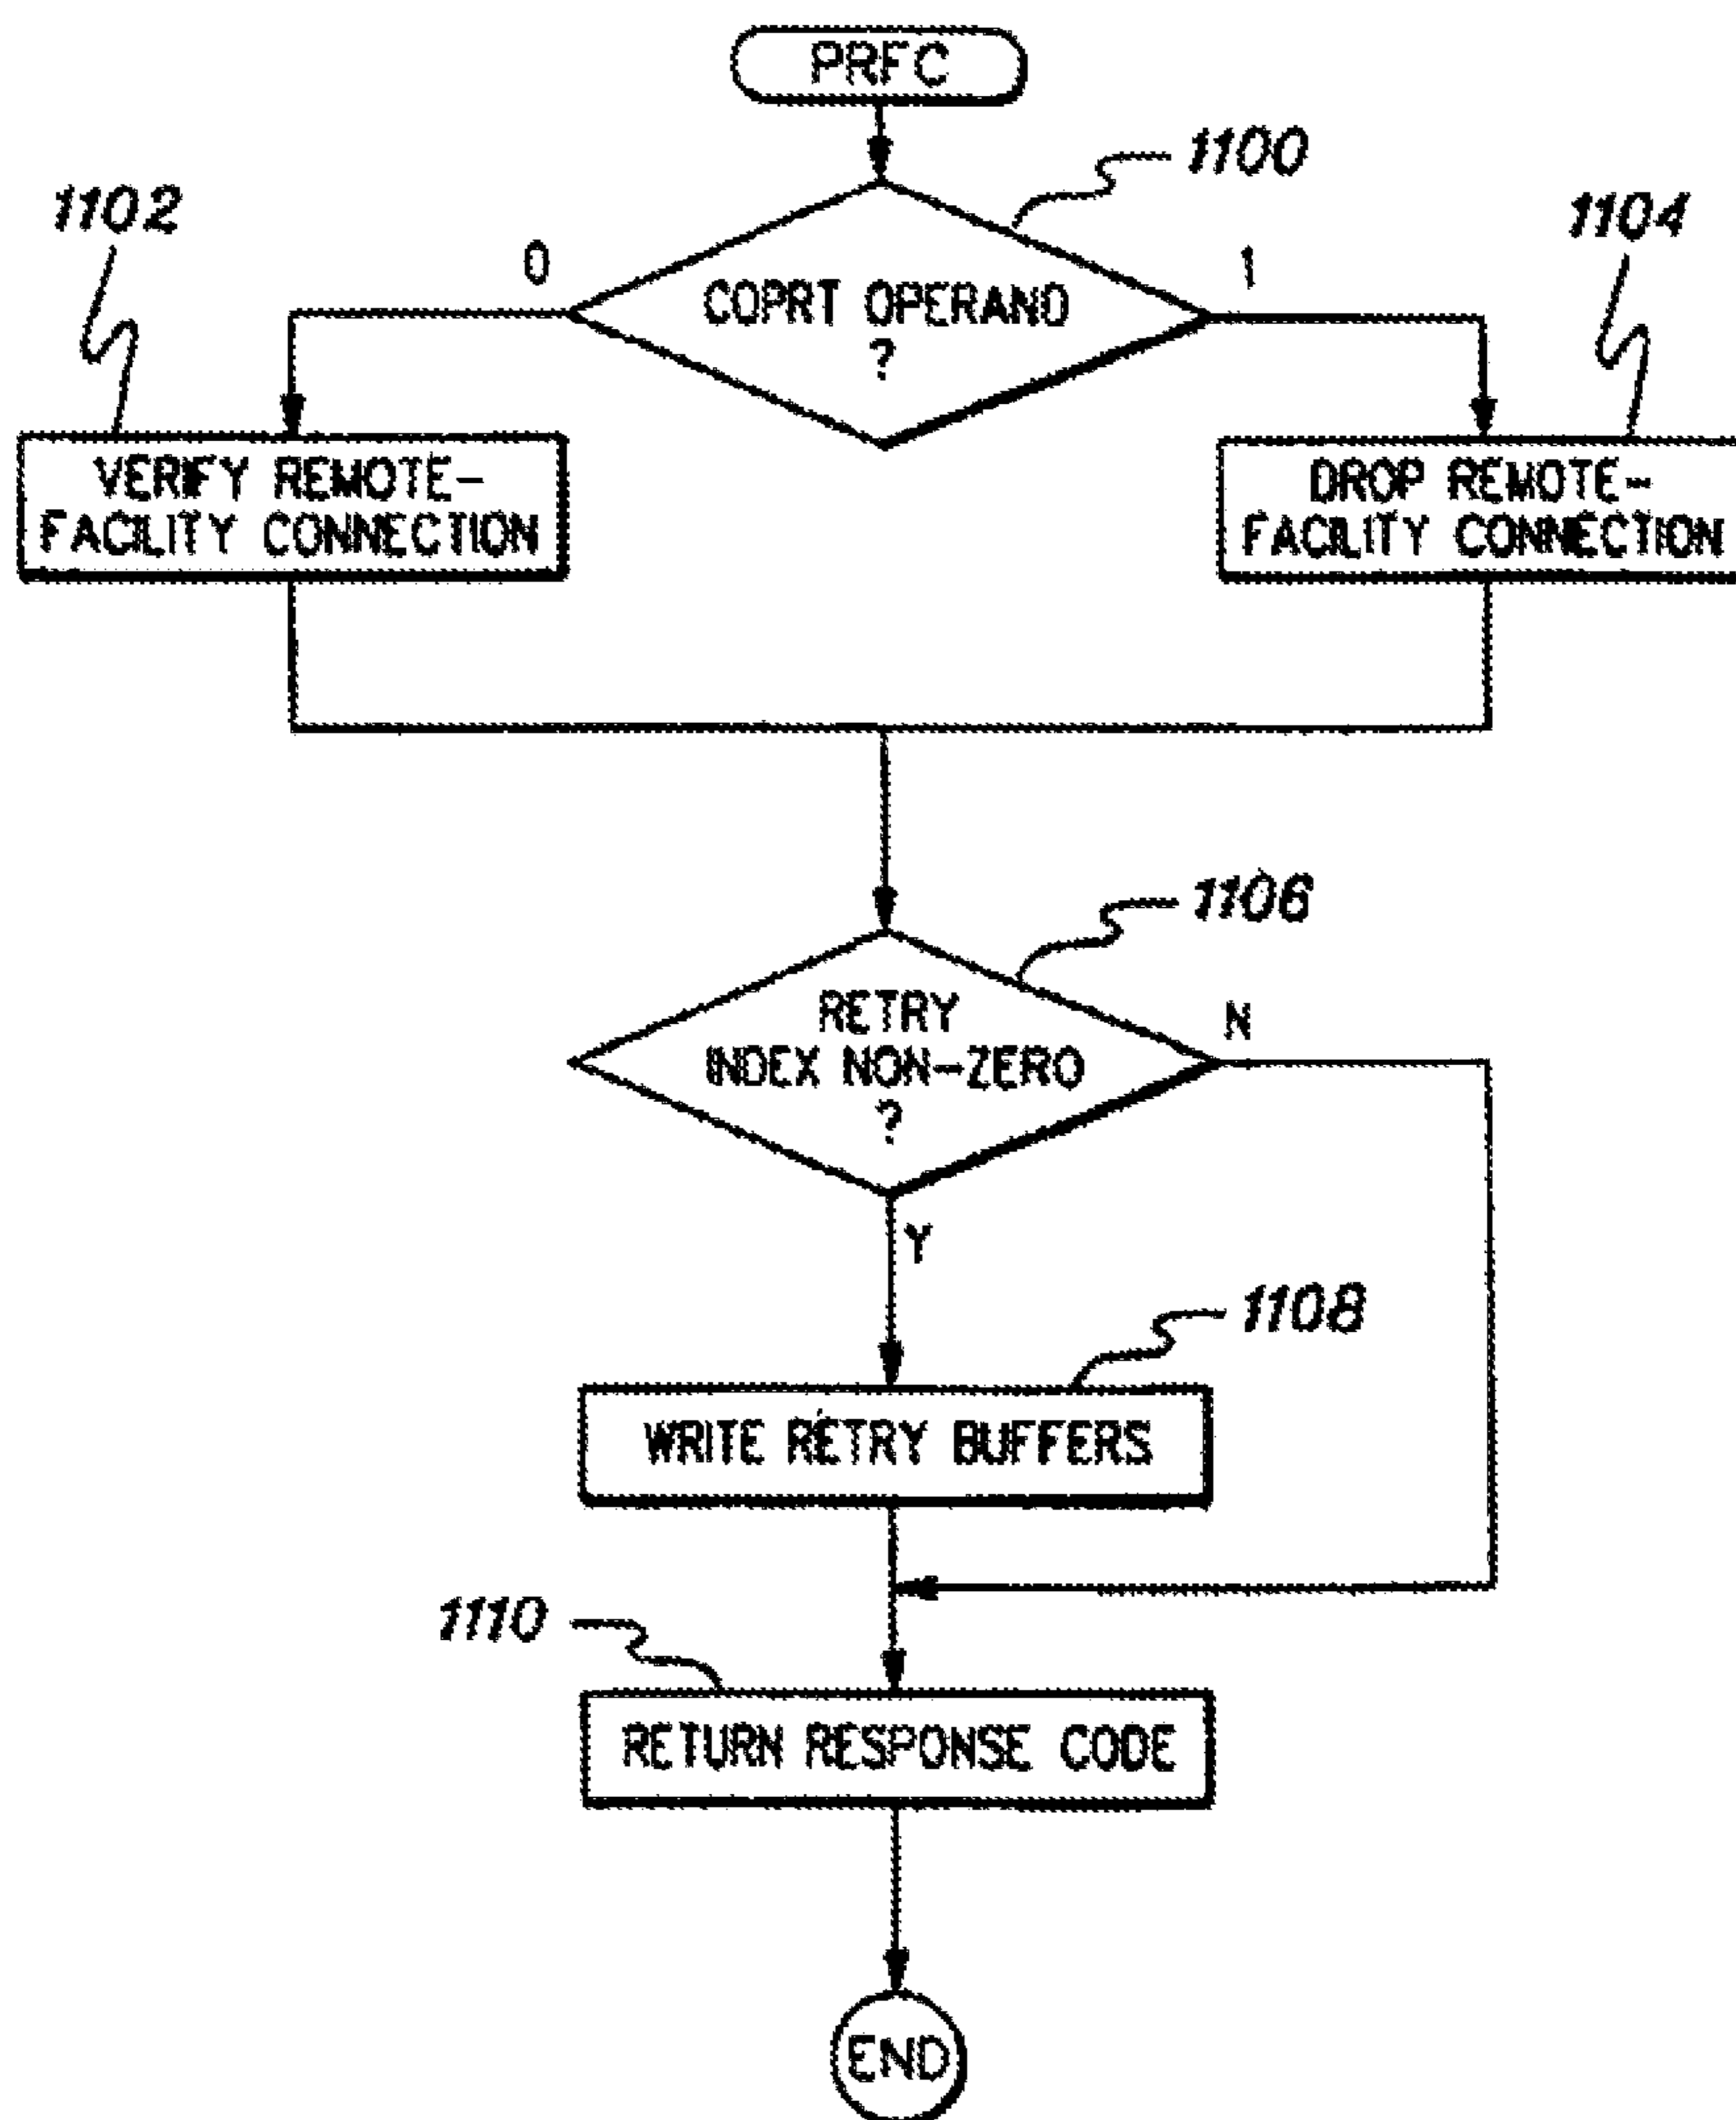 PRFC
1100
1102
1104
0
1
COPRT OPERAND
?
VERIFY REMOTE-
FACILITY CONNECTION
DROP REMOTE-
FACILITY CONNECTION
1106
RETRY
INDEX NON-ZERO
?
N
Y
1108
WRITE RETRY BUFFERS
1110
RETURN RESPONSE CODE
END